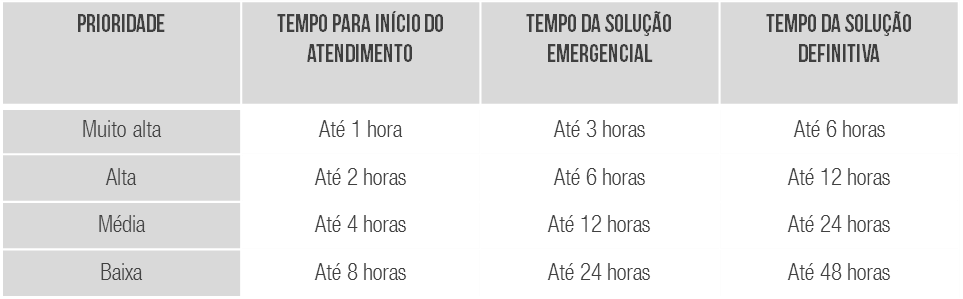 PRIORIDADE TEMPO PARA INÍCIO DO ATENDIMENTO TEMPO DA SOLUÇÃO EMERGENCIAL TEMPO DA SOLUÇÃO DEFINITIVA
Muito alta Até 1 hora Até 3 horas Até 6 horas
Alta Até 2 horas Até 6 horas Até 12 horas
Média Até 4 horas Até 12 horas Até 24 horas
Baixa Até 8 horas Até 24 horas Até 48 horas